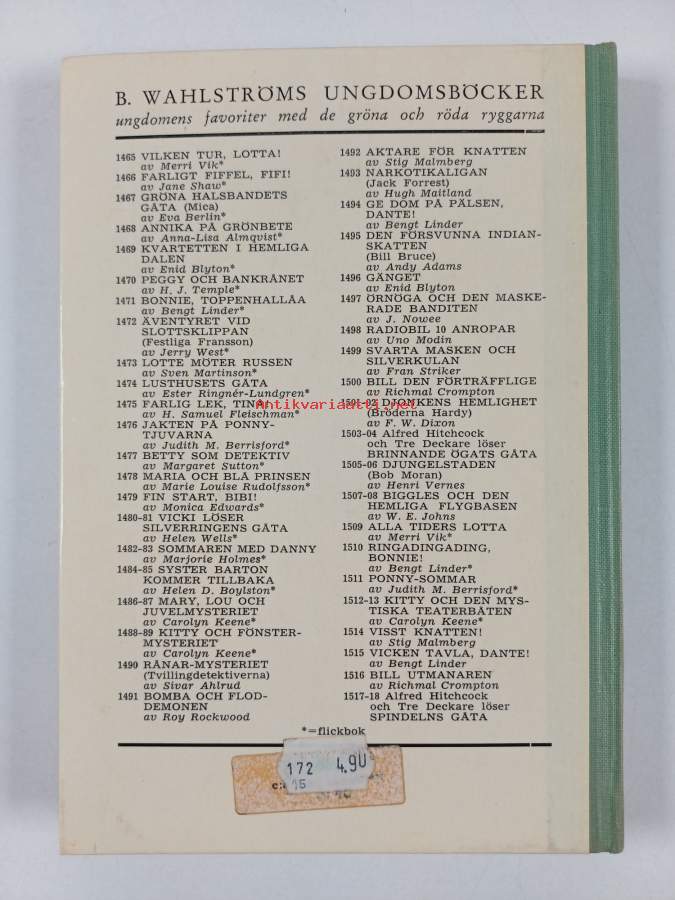 B. WAHLSTRÖMS UNGDOMSBÖCKER
ungdomens favoriter med de gröna och röda ryggarna
1465 VILKEN TUR, LOTTA!
av Merri Vik*
1466 FARLIGT FIFFEL, FIFI!
av Jane Shaw*
1467 GRÖNA HALSBANDETS
GÅTA (Mica)
av Eva Berlin*
1468 ANNIKA PÅ GRÖNBETE
av Anna-Lisa Almqvist*
1469 KVARTETTEN I HEMLIGA
DALEN
av Enid Blyton*
1470 PEGGY OCH BANKRÅNET
av H. J. Temple*
1471 BONNIE, TOPPENHALLÅA
av Bengt Linder*
1472 ÄVENTYRET VID
SLOTTSKLIPPAN
(Festliga Fransson)
av Jerry West*
1473 LOTTE MÖTER RUSSEN
av Sven Martinson*
1474 LUSTHUSETS GÅTA
av Ester Ringnér-Lundgren*
1475 FARLIG LEK, TINA!
av H. Samuel Fleischman*
1476 JAKTEN PÅ PONNY-
TJUVARNA
av Judith M. Berrisford*
1477 BETTY SOM DETEKTIV
av Margaret Sutton*
1478 MARIA OCH BLÅ PRINSEN
av Marie Louise Rudolfsson*
1479 FIN START, BIBI!
av Monica Edwards*
1480-81 VICKI LÖSER
SILVERRINGENS GÅTA
av Helen Wells*
1482-83 SOMMAREN MED DANNY
av Marjorie Holmes*
1484-85 SYSTER BARTON
KOMMER TILLBAKA
av Helen D. Boylston*
1486-87 MARY, LOU OCH
JUVELMYSTERIET
av Carolyn Keene*
1488-89 KITTY OCH FÖNSTER-
MYSTERIET
av Carolyn Keene*
1490 RÅNAR-MYSTERIET
(Tvillingdetektiverna)
av Sivar Ahlrud
1491 BOMBA OCH FLOD-
DEMONEN
av Roy Rockwood
1492 AKTARE FÖR KNATTEN
av Stig Malmberg
1493 NARKOTIKALIGAN
(Jack Forrest)
av Hugh Maitland
1494 GE DOM PÅ PÄLSEN,
DANTE!
av Bengt Linder
1495 DEN FÖRSVUNNA INDIAN-
SKATTEN
(Bill Bruce)
av Andy Adams
1496 GÄNGET
av Enid Blyton
1497 ÖRNÖGA OCH DEN MASKE-
RADE BANDITEN
av J. Nowee
1498 RADIOBIL 10 ANROPAR
av Uno Modin
1499 SVARTA MASKEN OCH
SILVERKULAN
av Fran Striker
1500 BILL DEN FÖRTRÄFFLIGE
av Richmal Crompton
1501-02 DJONKENS HEMLIGHET
(Bröderna Hardy)
av F. W. Dixon
1503-04 Alfred Hitchcock
och Tre Deckare löser
BRINNANDE ÖGATS GÅTA
1505-06 DJUNGELSTADEN
(Bob Moran)
av Henri Vernes
1507-08 BIGGLES OCH DEN
HEMLIGA FLYGBASEN
av W. E. Johns
1509 ALLA TIDERS LOTTA
av Merri Vik*
1510 RINGADINGADING,
BONNIE!
av Bengt Linder*
1511 PONNY-SOMMAR
av Judith M. Berrisford*
1512-13 KITTY OCH DEN MYS-
TISKA TEATERBÅTEN
av Carolyn Keene*
1514 VISST KNATTEN!
av Stig Malmberg
1515 VICKEN TAVLA, DANTE!
av Bengt Linder
1516 BILL UTMANAREN
av Richmal Crompton
1517-18 Alfred Hitchcock
och Tre Deckare löser
SPINDELNS GÅTA
*=flickbok
Antikvariaatti.net
172 4.90